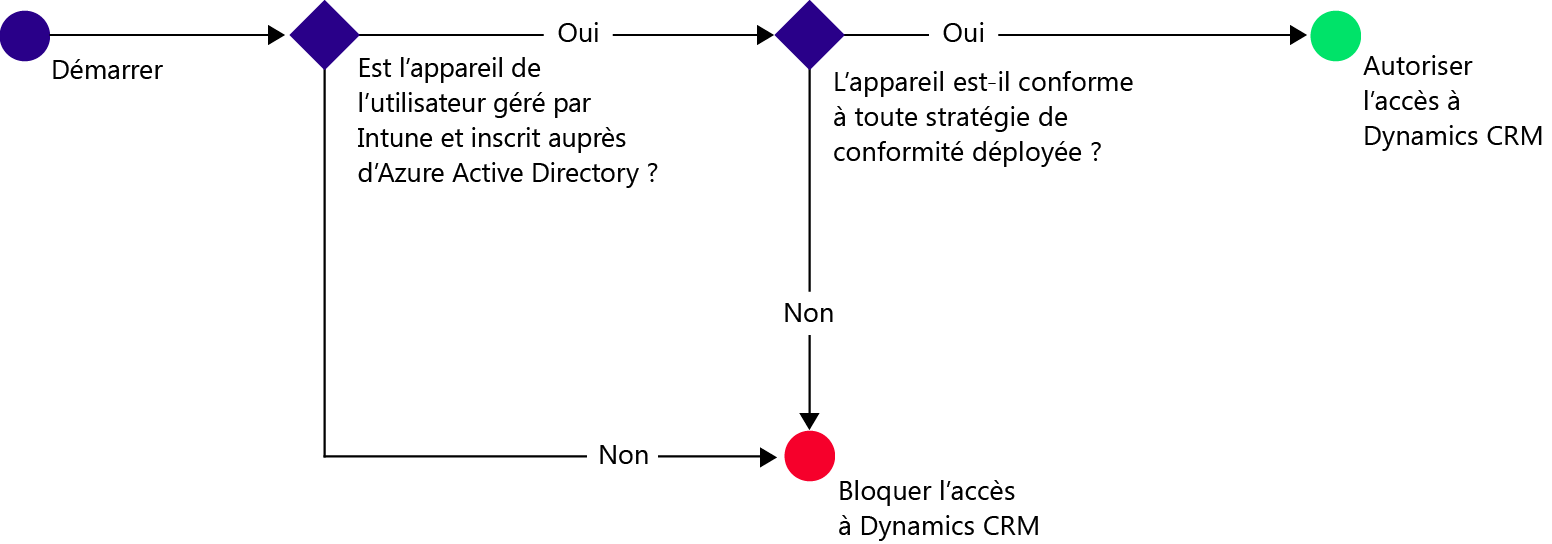 Démarrer
Est l’appareil de
l’utilisateur géré par
Intune et inscrit auprès
d’Azure Active Directory ?
Oui
L’appareil est-il conforme
à toute stratégie de
conformité déployée ?
Oui
Autoriser
l’accès à
Dynamics CRM
Non
Non
Bloquer l’accès
à Dynamics CRM